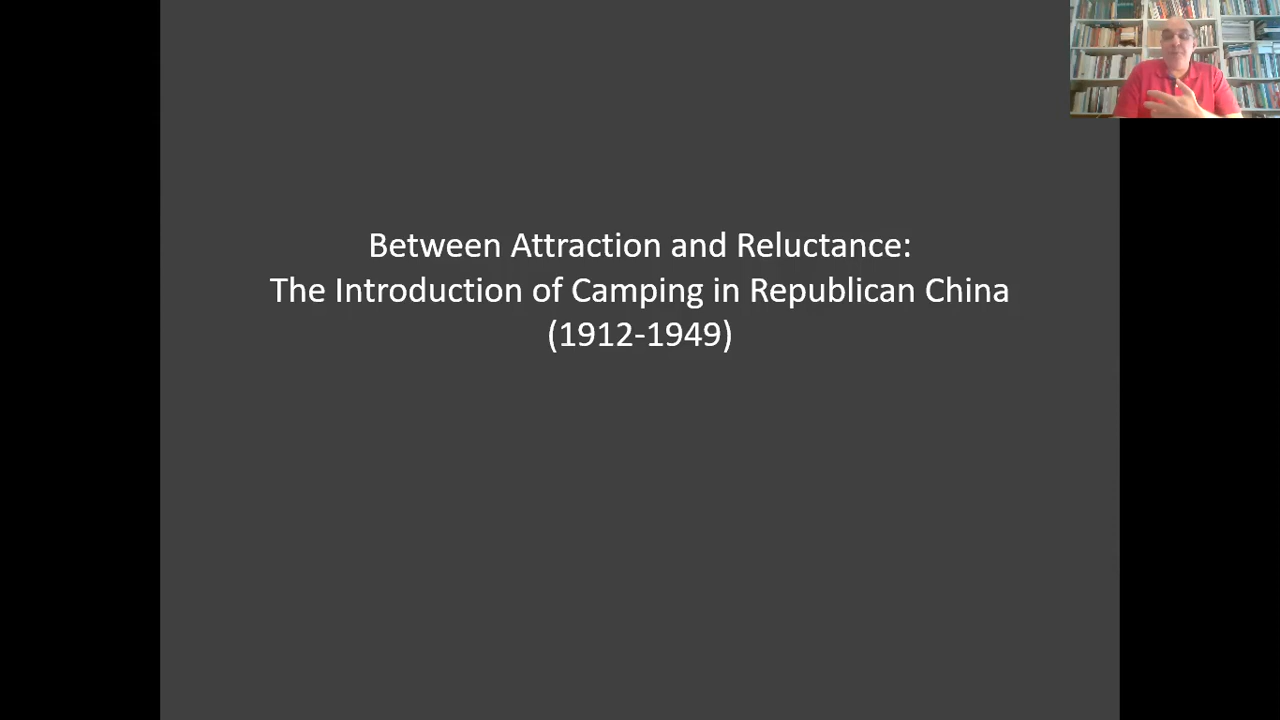 Between Attraction and Reluctance:
The Introduction of Camping in Republican China
(1912-1949)